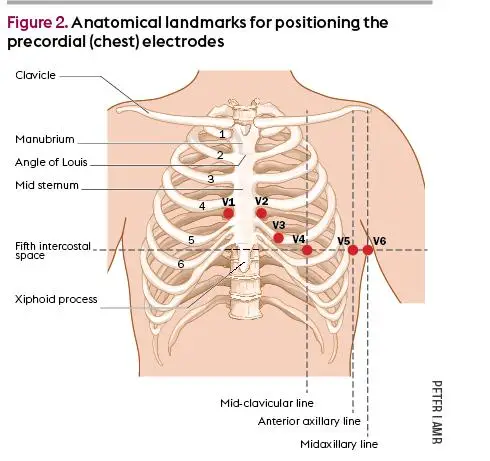 Figure 2. Anatomical landmarks for positioning the
precordial (chest) electrodes
Clavicle
Manubrium
Angle of Louis
Mid sternum
Fifth intercostal
space
Xiphoid process
1
2
3
4
5
6
V1
V2
V3
V4
V5
V6
Mid-clavicular line
Anterior axillary line
Midaxillary line
PETER LAMB